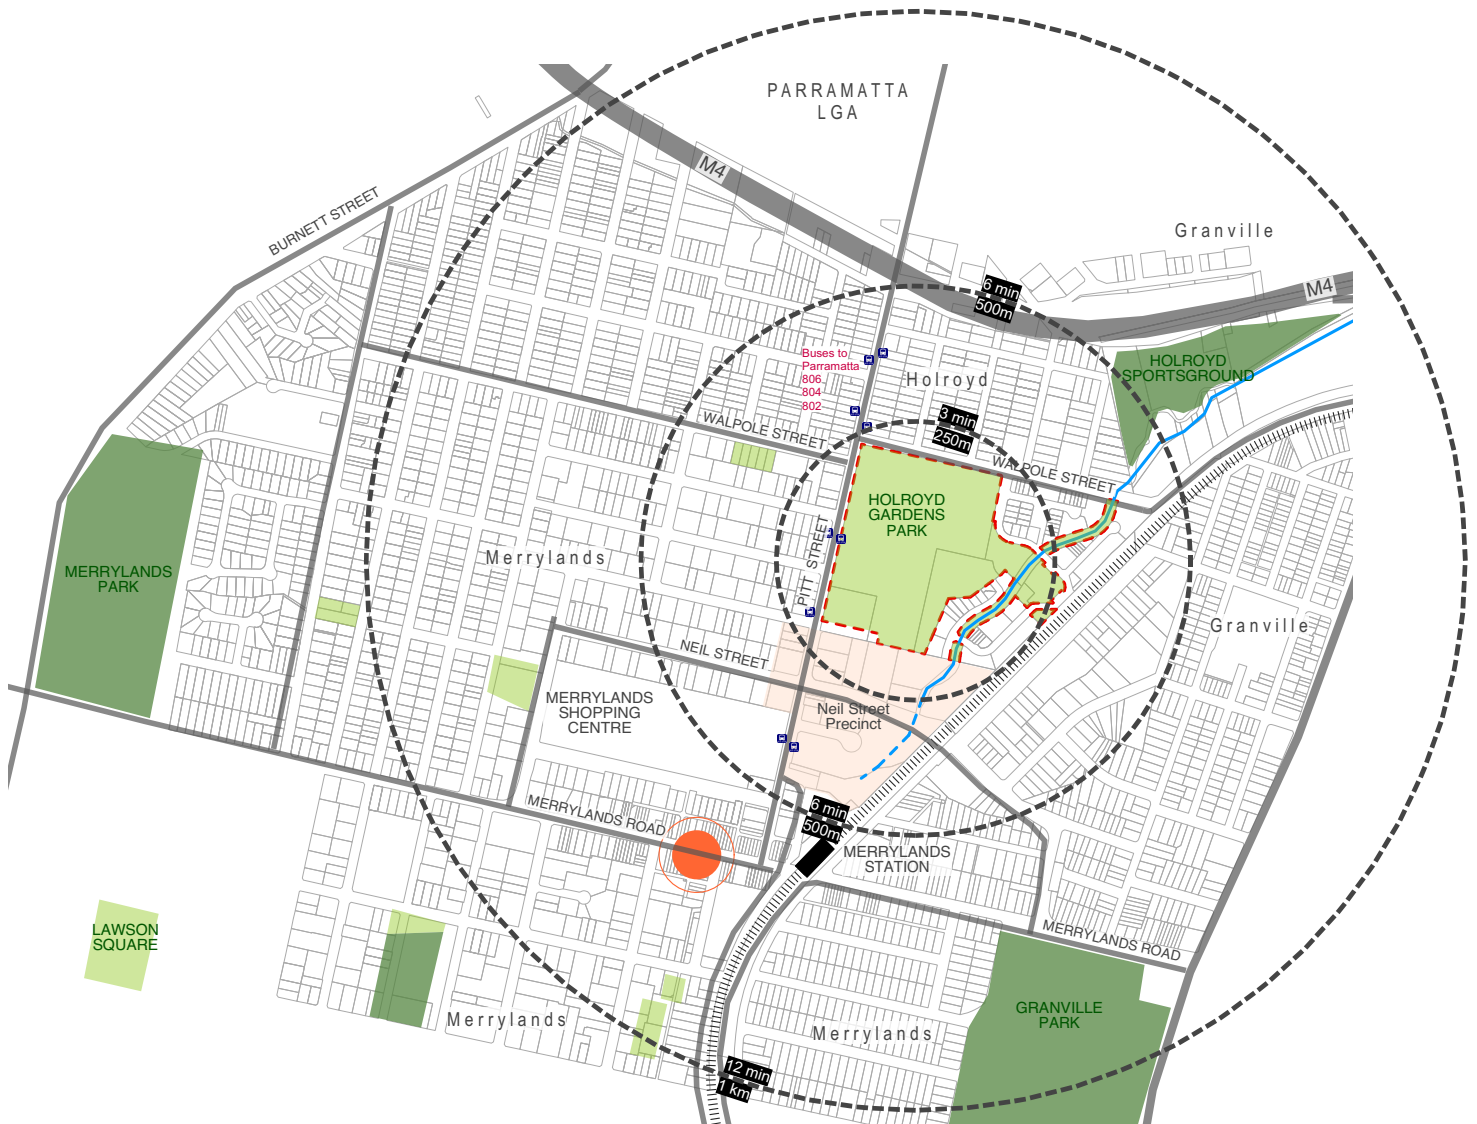 PARRAMATTA
LGA
M4
BURNETT STREET
Granville
6 min
500m
M4
Buses to
Parramatta
806
804
802
Holroyd
HOLROYD
SPORTSGROUND
3 min
250m
WALPOLE STREET
WALPOLE STREET
HOLROYD
GARDENS
PARK
PITT STREET
Merrylands
MERRYLANDS
PARK
Granville
NEIL STREET
MERRYLANDS
SHOPPING
CENTRE
Neil Street
Precinct
MERRYLANDS ROAD
6 min
500m
MERRYLANDS
STATION
LAWSON
SQUARE
MERRYLANDS ROAD
Merrylands
Merrylands
GRANVILLE
PARK
12 min
1 km